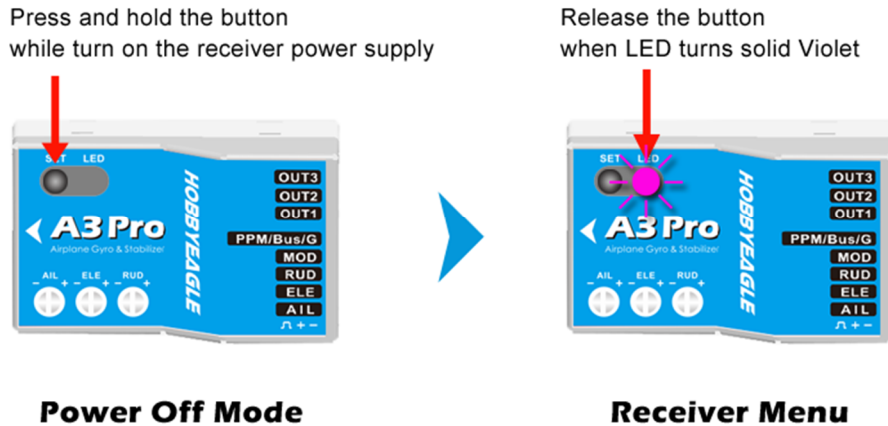 Press and hold the button
while turn on the receiver power supply
Release the button
when LED turns solid Violet
SET LED
HOBBYEAGLE
A3 Pro
Airplane Gyro & Stabilizer
- AIL + - ELE + - RUD +
OUT3
OUT2
OUT1
PPM/Bus/G
MOD
RUD
ELE
AIL
⎍ + -
SET LED
HOBBYEAGLE
A3 Pro
Airplane Gyro & Stabilizer
- AIL + - ELE + - RUD +
OUT3
OUT2
OUT1
PPM/Bus/G
MOD
RUD
ELE
AIL
⎍ + -
Power Off Mode
Receiver Menu